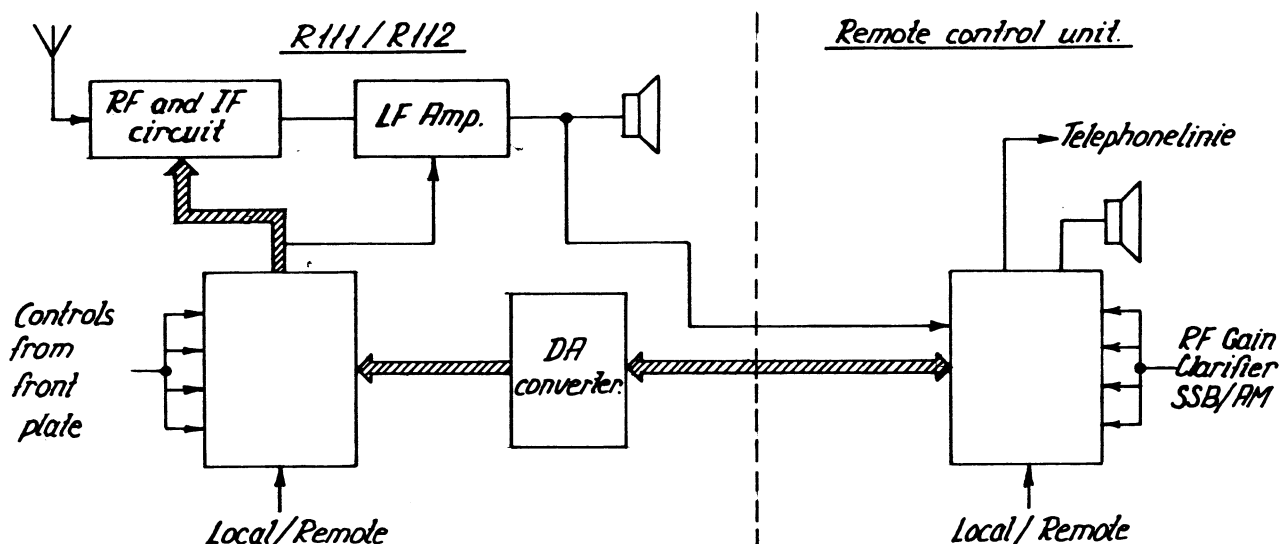 R111/R112
Remote control unit.
RF and IF
circuit
LF Amp.
Telephonelinie
Controls
from
front
plate
DA
converter.
RF Gain
Clarifier
SSB/AM
Local/Remote
Local/Remote